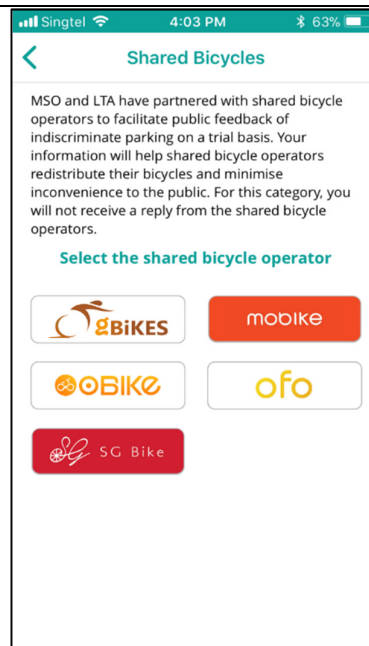 Singtel 4:03 PM 63%
Shared Bicycles
MSO and LTA have partnered with shared bicycle
operators to facilitate public feedback of
indiscriminate parking on a trial basis. Your
information will help shared bicycle operators
redistribute their bicycles and minimise
inconvenience to the public. For this category, you
will not receive a reply from the shared bicycle
operators.
Select the shared bicycle operator
gBiKES mobike
oBIKe ofo
SG SG Bike